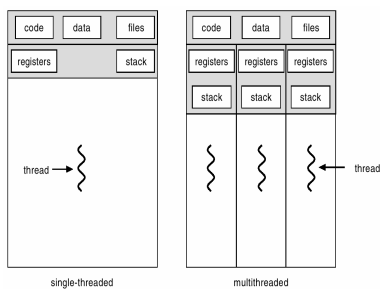 code data files
registers stack
thread
single-threaded
code data files
registers registers registers
stack stack stack
thread
multithreaded